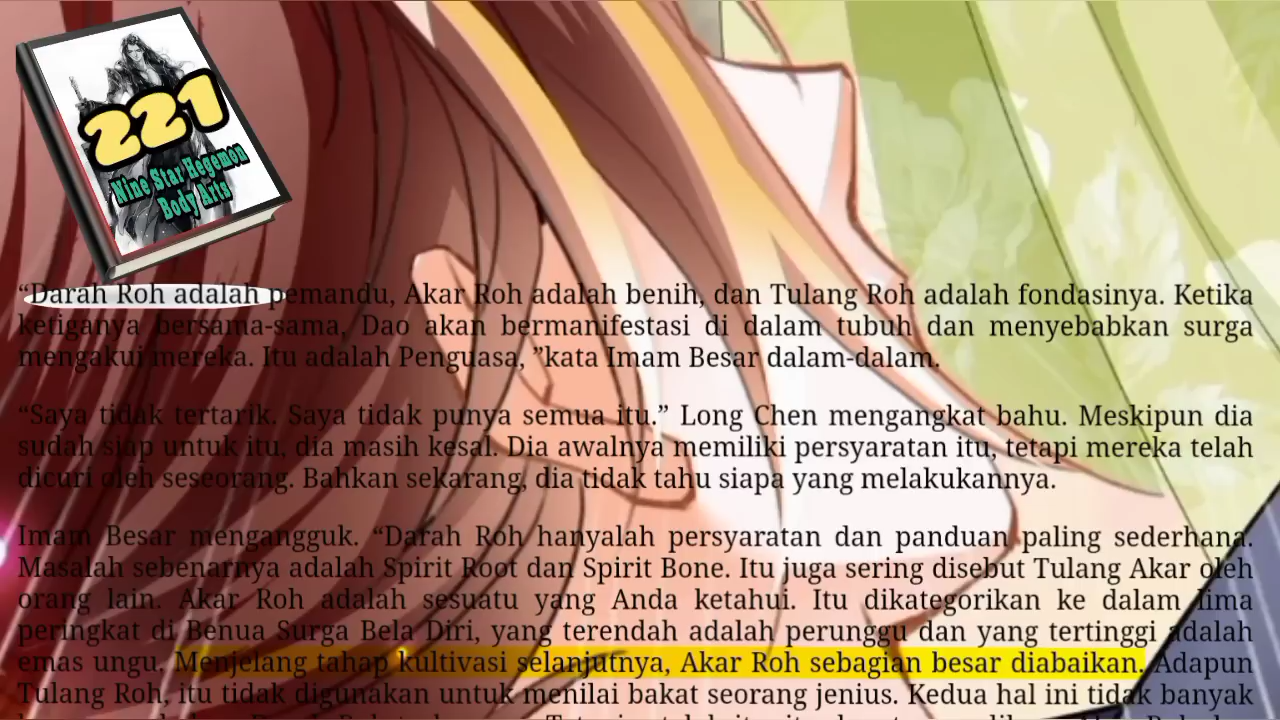 221
Nine Star Hegemon
Body Arts
“Darah Roh adalah pemandu, Akar Roh adalah benih, dan Tulang Roh adalah fondasinya. Ketika
ketiganya bersama-sama, Dao akan bermanifestasi di dalam tubuh dan menyebabkan surga
mengakui mereka. Itu adalah Penguasa, ”kata Imam Besar dalam-dalam.
“Saya tidak tertarik. Saya tidak punya semua itu.” Long Chen mengangkat bahu. Meskipun dia
sudah siap untuk itu, dia masih kesal. Dia awalnya memiliki persyaratan itu, tetapi mereka telah
dicuri oleh seseorang. Bahkan sekarang, dia tidak tahu siapa yang melakukannya.
Imam Besar mengangguk. “Darah Roh hanyalah persyaratan dan panduan paling sederhana.
Masalah sebenarnya adalah Spirit Root dan Spirit Bone. Itu juga sering disebut Tulang Akar oleh
orang lain. Akar Roh adalah sesuatu yang Anda ketahui. Itu dikategorikan ke dalam lima
peringkat di Benua Surga Bela Diri, yang terendah adalah perunggu dan yang tertinggi adalah
emas ungu. Menjelang tahap kultivasi selanjutnya, Akar Roh sebagian besar diabaikan. Adapun
Tulang Roh, itu tidak digunakan untuk menilai bakat seorang jenius. Kedua hal ini tidak banyak